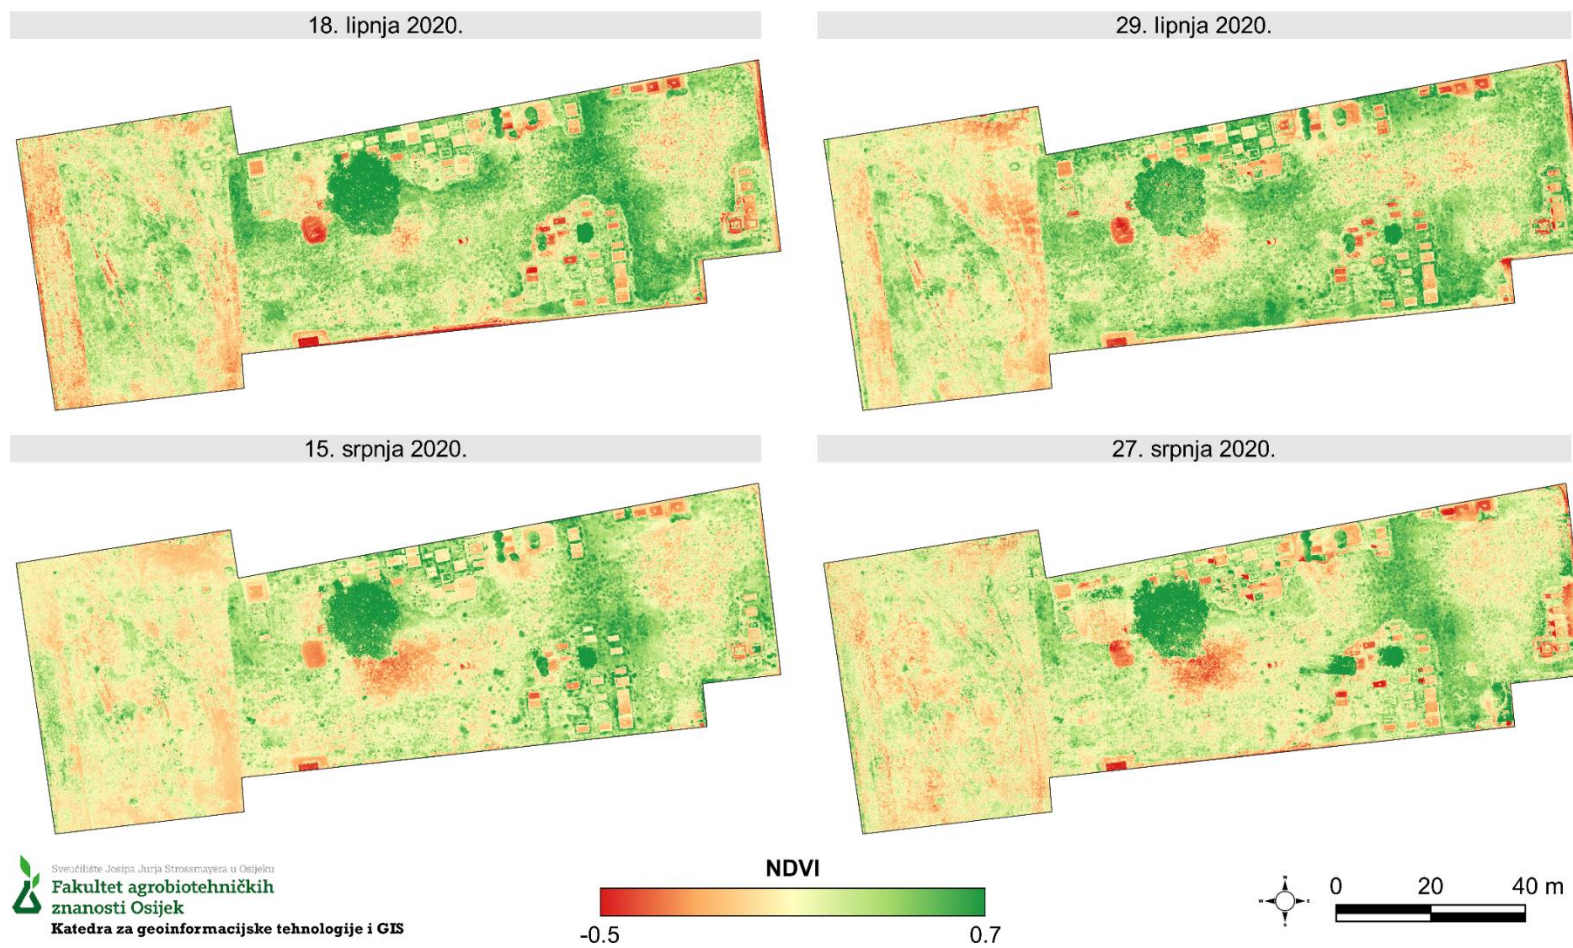 18. lipnja 2020.
29. lipnja 2020.
15. srpnja 2020.
27. srpnja 2020.
Sveučilište Josipa Jurja Strossmayera u Osijeku
Fakultet agrobiotehničkih
znanosti Osijek
Katedra za geoinformacijske tehnologije i GIS
NDVI
-0.5
0.7
N
W
E
S
0
20
40 m